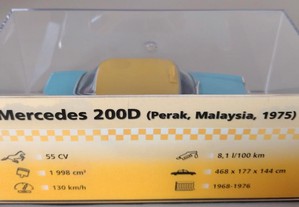 Mercedes 200D (Perak, Malaysia, 1975)
55 CV 8,1 l/100 km
1 998 cm³ 468 x 177 x 144 cm
130 km/h 1968-1976